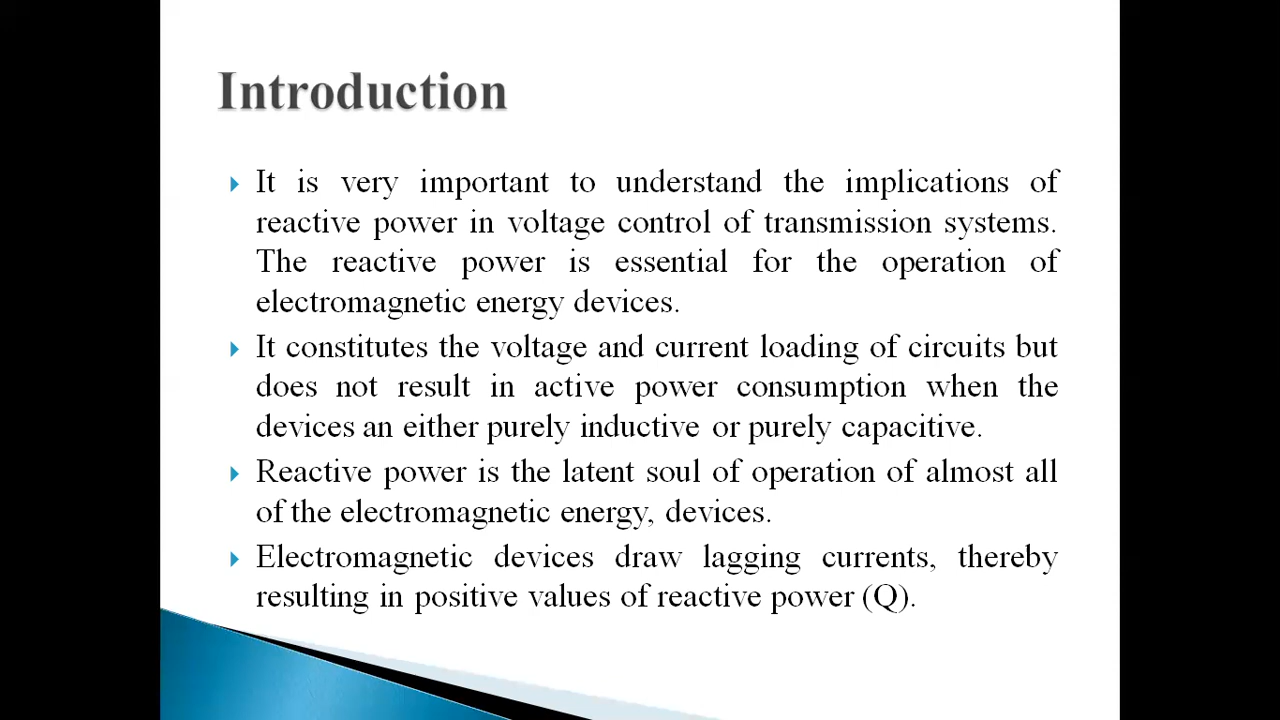 Introduction
It is very important to understand the implications of
reactive power in voltage control of transmission systems.
The reactive power is essential for the operation of
electromagnetic energy devices.
It constitutes the voltage and current loading of circuits but
does not result in active power consumption when the
devices an either purely inductive or purely capacitive.
Reactive power is the latent soul of operation of almost all
of the electromagnetic energy, devices.
Electromagnetic devices draw lagging currents, thereby
resulting in positive values of reactive power (Q).